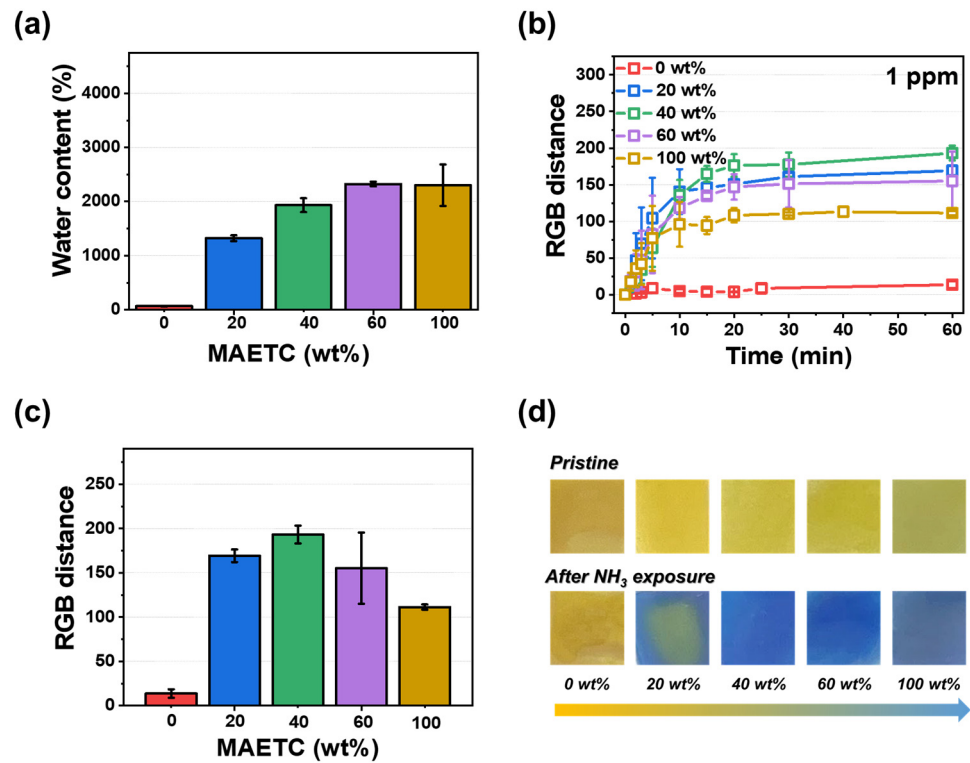 (a)
Water content (%)
4000
3000
2000
1000
0
0 20 40 60 100
MAETC (wt%)
(b)
RGB distance
300
250
200
150
100
50
0
0 wt%
20 wt%
40 wt%
60 wt%
100 wt%
1 ppm
0 10 20 30 40 50 60
Time (min)
(c)
RGB distance
250
200
150
100
50
0
0 20 40 60 100
MAETC (wt%)
(d)
Pristine
After NH₃ exposure
0 wt% 20 wt% 40 wt% 60 wt% 100 wt%